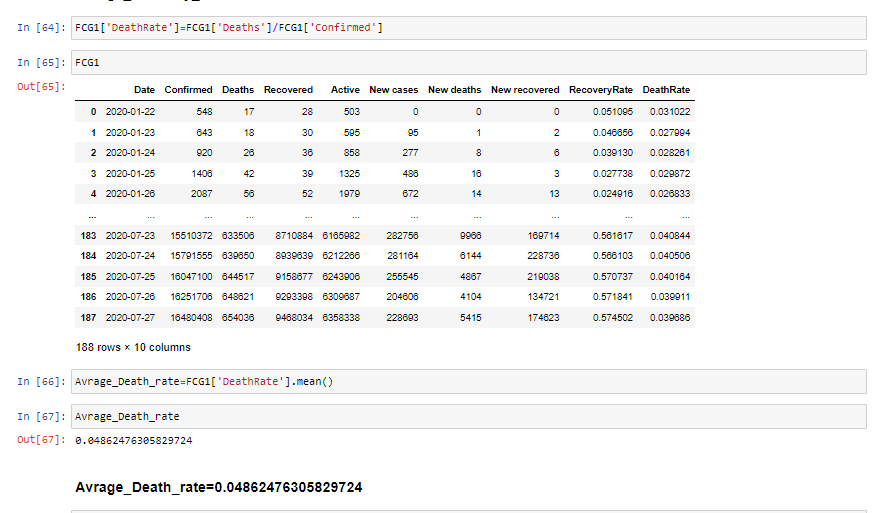 In [64]: FCG1['DeathRate']=FCG1['Deaths']/FCG1['Confirmed']
In [65]: FCG1
Out[65]:
Date Confirmed Deaths Recovered Active New cases New deaths New recovered RecoveryRate DeathRate
0 2020-01-22 548 17 28 503 0 0 0 0.051095 0.031022
1 2020-01-23 643 18 30 595 95 1 2 0.046656 0.027994
2 2020-01-24 920 26 36 858 277 8 6 0.039130 0.028261
3 2020-01-25 1406 42 39 1325 486 16 3 0.027738 0.029872
4 2020-01-26 2087 56 52 1979 672 14 13 0.024916 0.026833
... ... ... ... ... ... ... ... ... ... ...
183 2020-07-23 15510372 633506 8710884 6165982 282756 9966 169714 0.561617 0.040844
184 2020-07-24 15791555 639650 8939639 6212266 281164 6144 228736 0.566103 0.040506
185 2020-07-25 16047100 644517 9158677 6243906 255545 4867 219038 0.570737 0.040164
186 2020-07-26 16251706 648621 9293398 6309687 204606 4104 134721 0.571841 0.039911
187 2020-07-27 16480408 654036 9468034 6358338 228693 5415 174623 0.574502 0.039686
188 rows × 10 columns
In [66]: Avrage_Death_rate=FCG1['DeathRate'].mean()
In [67]: Avrage_Death_rate
Out[67]: 0.04862476305829724
Avrage_Death_rate=0.04862476305829724